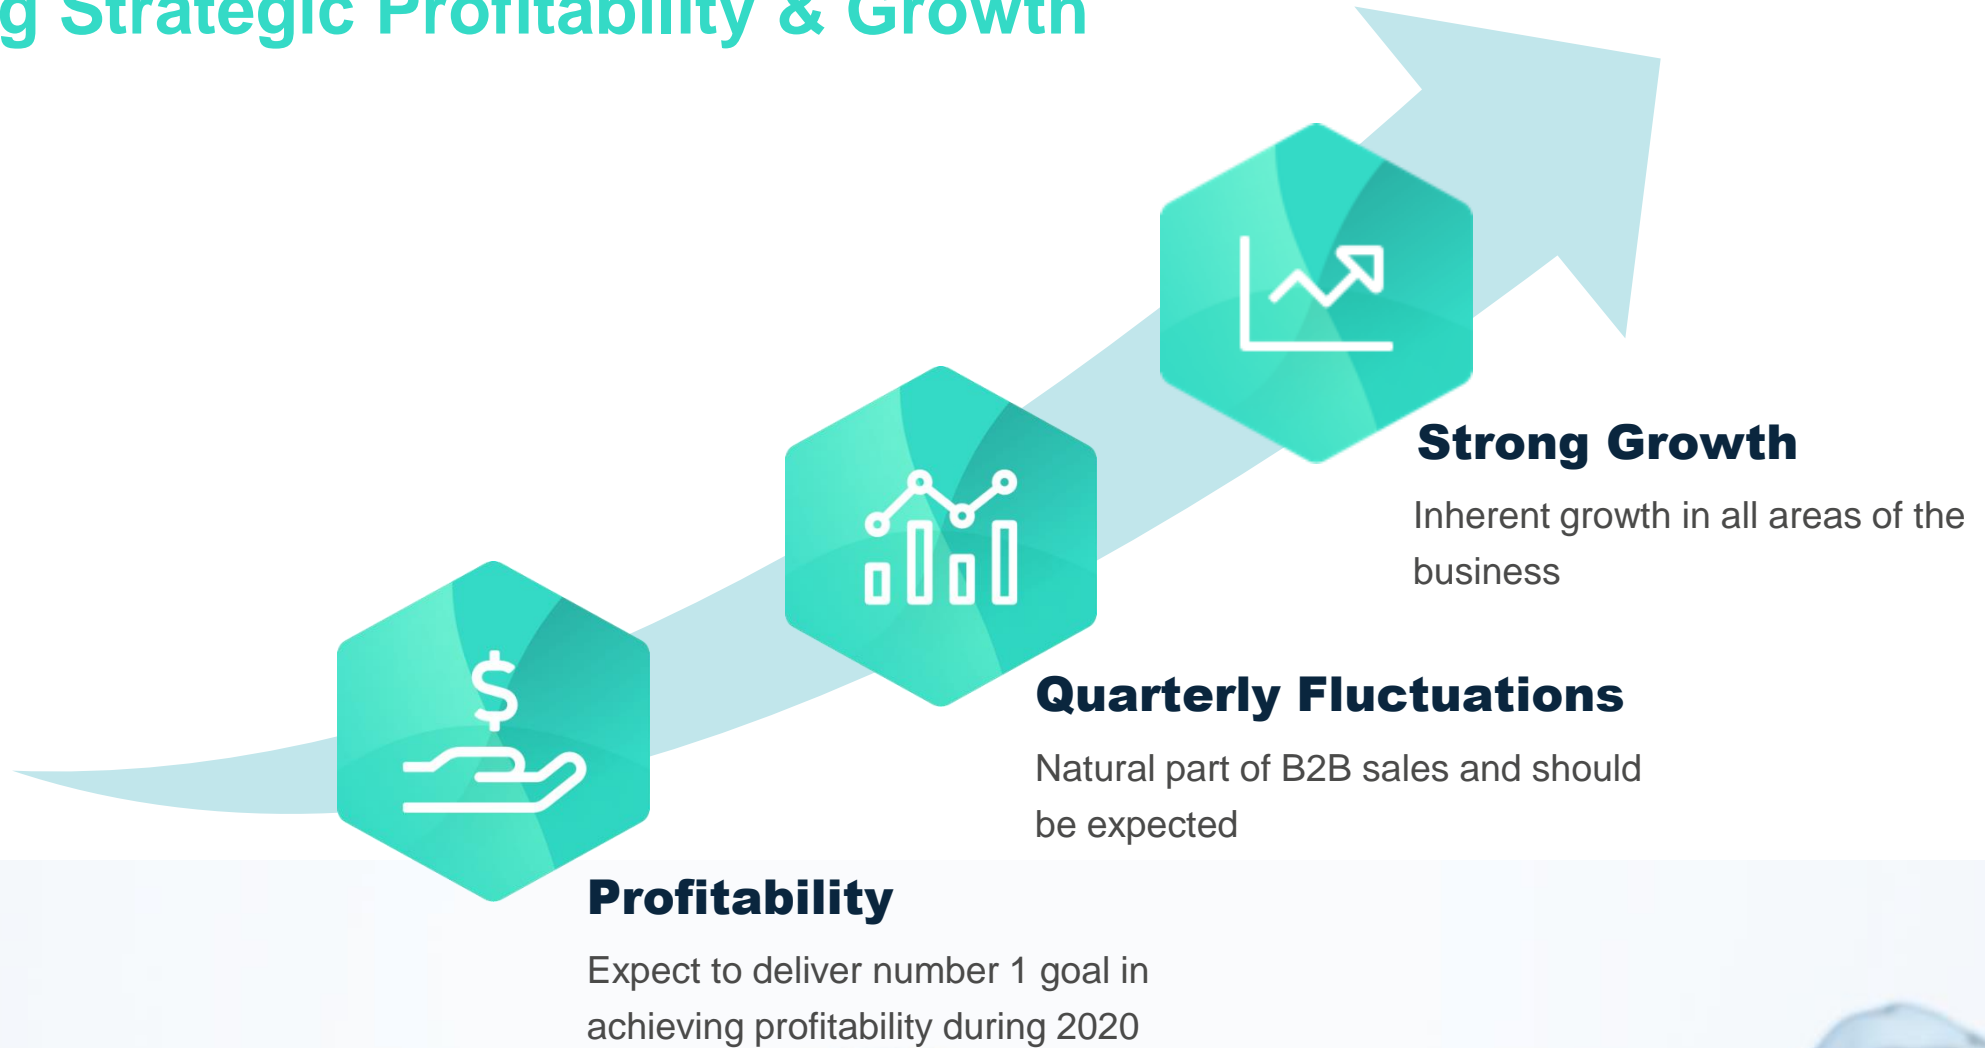 g Strategic Profitability & Growth
Strong Growth
Inherent growth in all areas of the
business
Quarterly Fluctuations
Natural part of B2B sales and should
be expected
Profitability
Expect to deliver number 1 goal in
achieving profitability during 2020